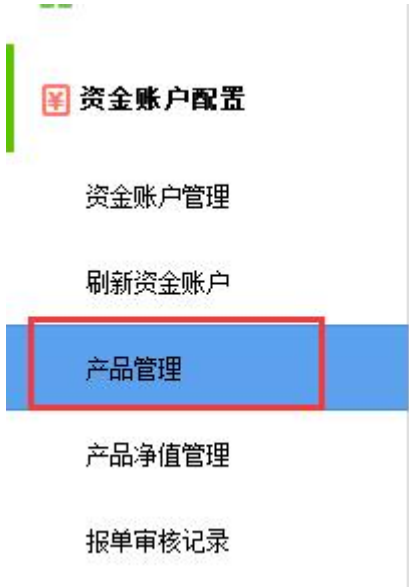 资金账户配置
资金账户管理
刷新资金账户
产品管理
产品净值管理
报单审核记录